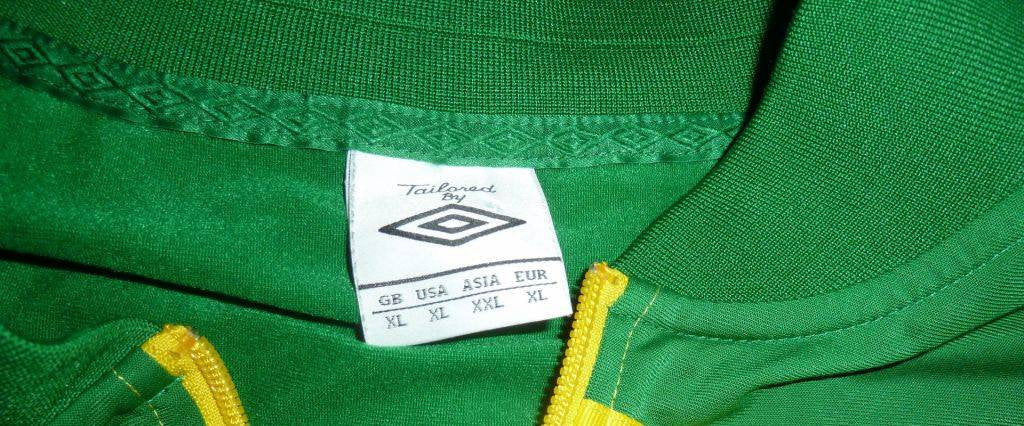 Tailored
By
GB USA ASIA EUR
XL XL XXL XL